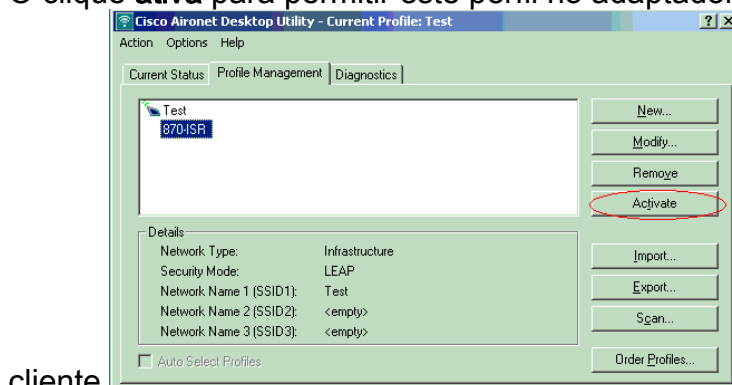 O clique ativa para permitir este perfil no adaptador
Cisco Aironet Desktop Utility - Current Profile: Test
Action Options Help
Current Status Profile Management Diagnostics
Test
870-ISR
New...
Modify...
Remove
Activate
Details
Network Type: Infrastructure
Security Mode: LEAP
Network Name 1 (SSID1): Test
Network Name 2 (SSID2): <empty>
Network Name 3 (SSID3): <empty>
Import...
Export...
Scan...
Auto Select Profiles
Order Profiles...
cliente